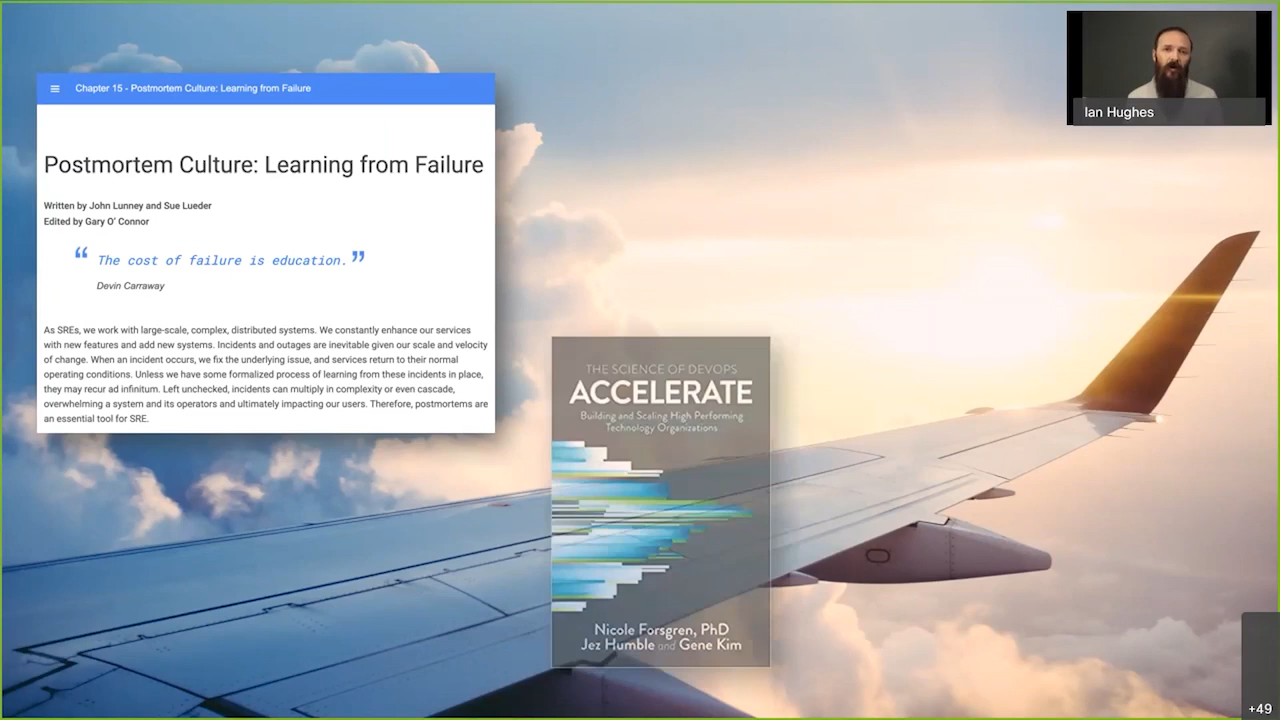 Chapter 15 - Postmortem Culture: Learning from Failure
Postmortem Culture: Learning from Failure
Written by John Lunney and Sue Lueder
Edited by Gary O' Connor
“ The cost of failure is education. ”
Devin Carraway
As SREs, we work with large-scale, complex, distributed systems. We constantly enhance our services
with new features and add new systems. Incidents and outages are inevitable given our scale and velocity
of change. When an incident occurs, we fix the underlying issue, and services return to their normal
operating conditions. Unless we have some formalized process of learning from these incidents in place,
they may recur ad infinitum. Left unchecked, incidents can multiply in complexity or even cascade,
overwhelming a system and its operators and ultimately impacting our users. Therefore, postmortems are
an essential tool for SRE.
THE SCIENCE OF DEVOPS
ACCELERATE
Building and Scaling High Performing
Technology Organizations
Nicole Forsgren, PhD
Jez Humble and Gene Kim
Ian Hughes
+49